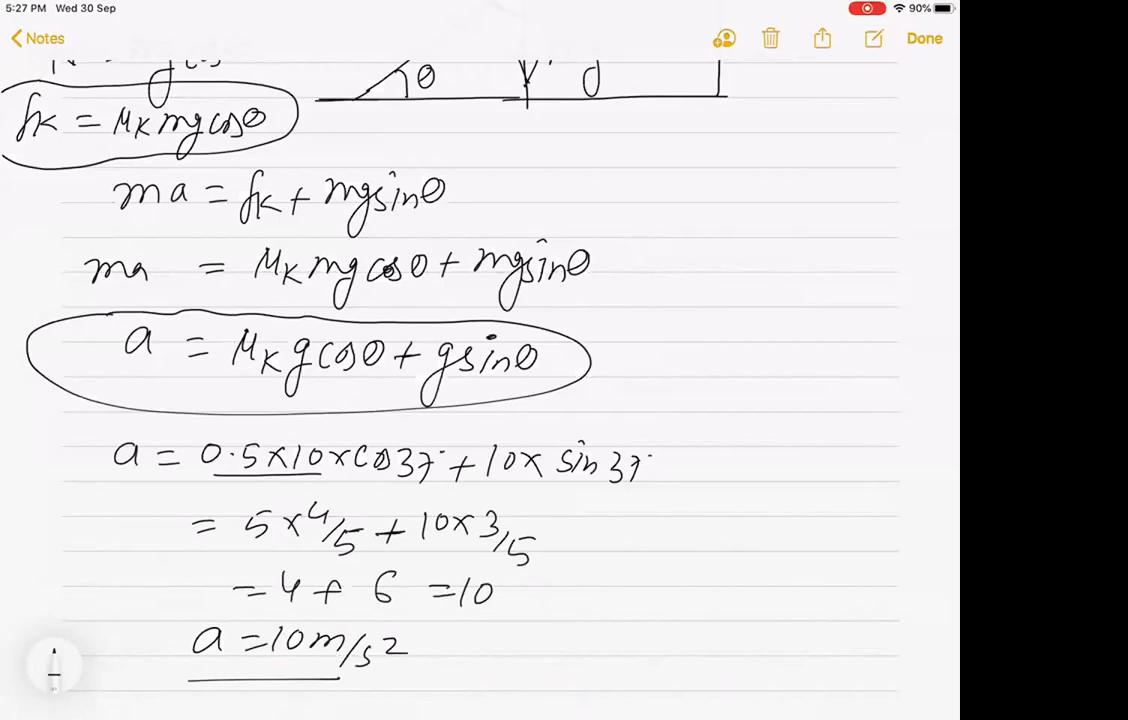 5:27 PM Wed 30 Sep 90%
Notes Done
θ
fK = μK mg cosθ
ma = fK + mg sinθ
ma = μK mg cosθ + mg sinθ
a = μK g cosθ + g sinθ
a = 0.5×10×cos37° + 10× sin37°
= 5×4/5 + 10×3/5
= 4 + 6 = 10
a = 10m/s2